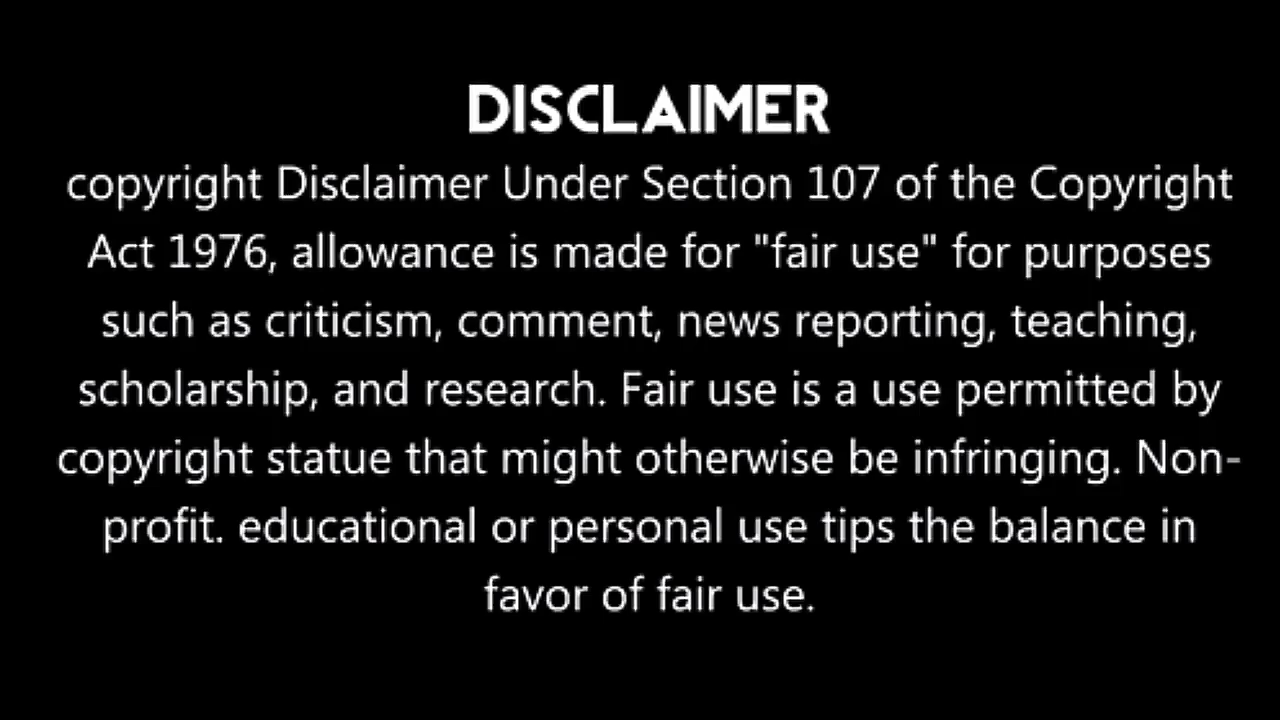 DISCLAIMER
copyright Disclaimer Under Section 107 of the Copyright
Act 1976, allowance is made for "fair use" for purposes
such as criticism, comment, news reporting, teaching,
scholarship, and research. Fair use is a use permitted by
copyright statue that might otherwise be infringing. Non-
profit. educational or personal use tips the balance in
favor of fair use.